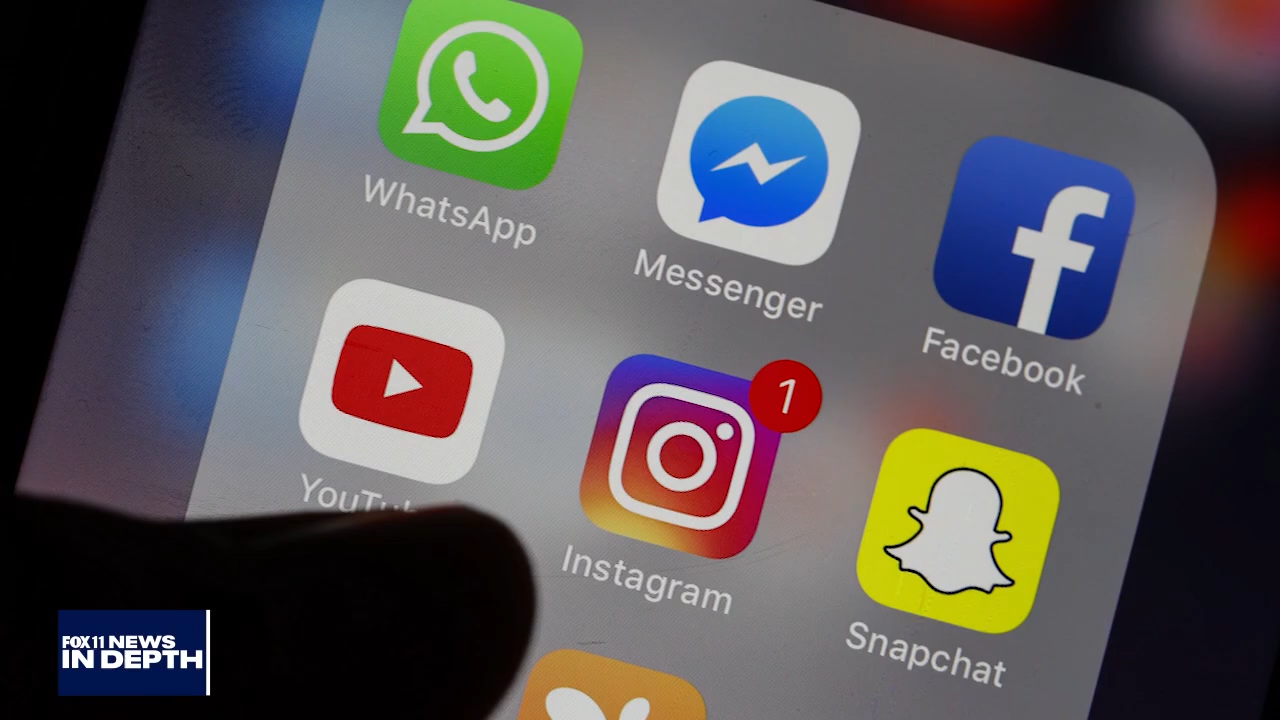 WhatsApp
Messenger
Facebook
1
Instagram
Snapchat
FOX 11 NEWS
IN DEPTH